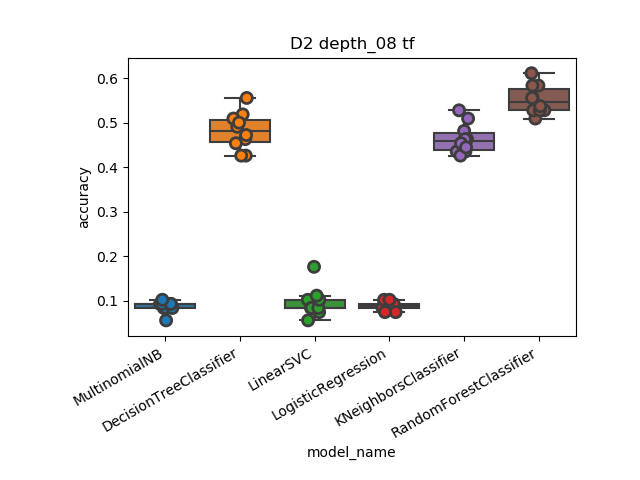 D2 depth_08 tf
accuracy
0.6
0.5
0.4
0.3
0.2
0.1
MultinomialNB
DecisionTreeClassifier
LinearSVC
LogisticRegression
KNeighborsClassifier
RandomForestClassifier
model_name